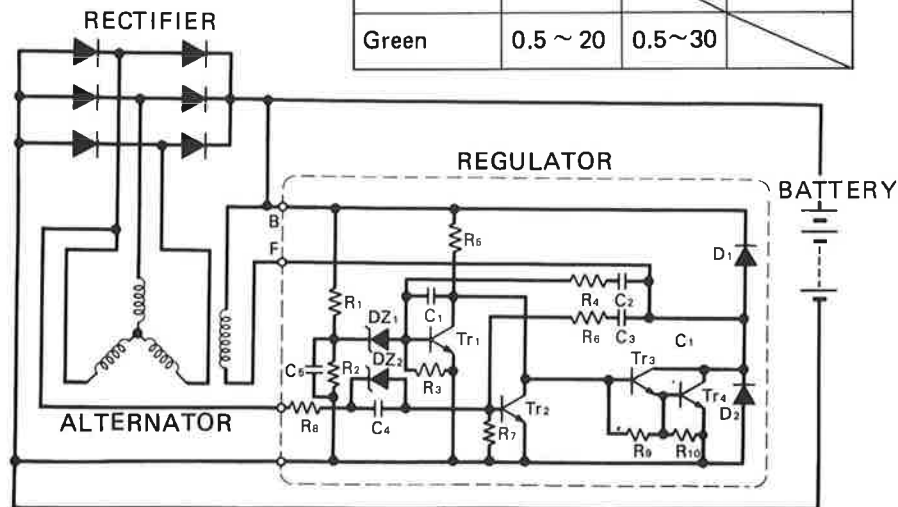 Green 0.5 ~ 20 0.5~30
RECTIFIER
REGULATOR
BATTERY
B
F
R5
D1
R1
R4 C2
DZ1
C1
R6 C3
C1
Tr1
Tr3
C5
R2
DZ2
R3
Tr4
D2
ALTERNATOR
R8
C4
R7
Tr2
R9
R10